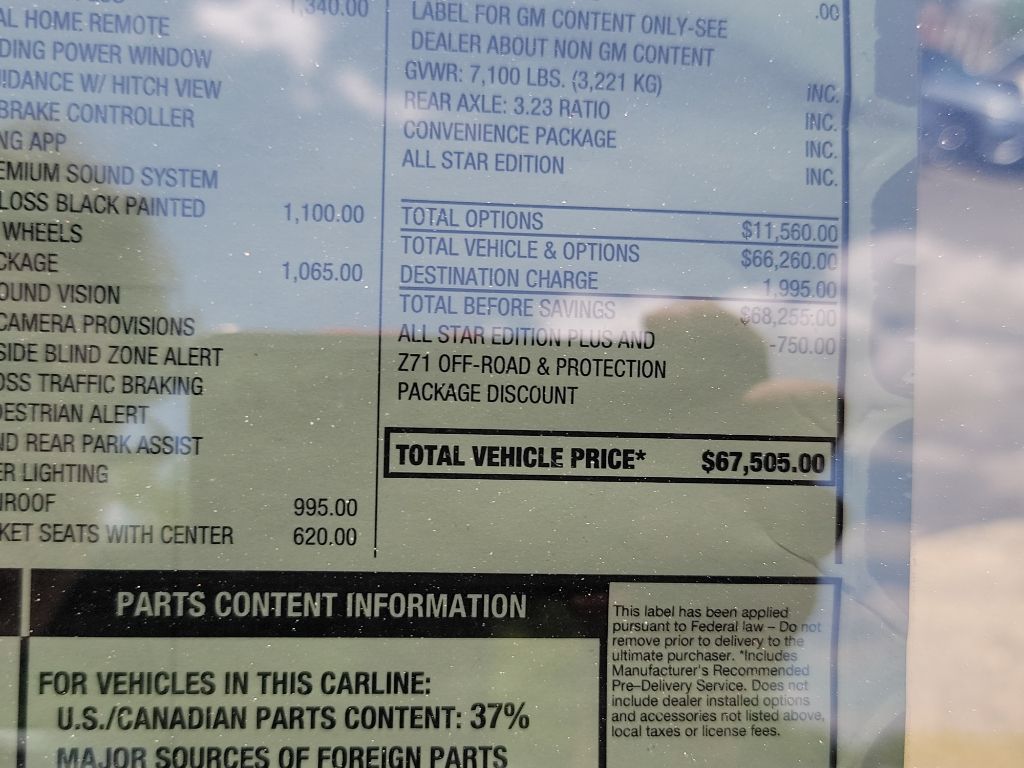 1,340.00
AL HOME REMOTE
DING POWER WINDOW
IDANCE W/ HITCH VIEW
BRAKE CONTROLLER
NG APP
EMIUM SOUND SYSTEM
LOSS BLACK PAINTED 1,100.00
WHEELS
CKAGE 1,065.00
OUND VISION
CAMERA PROVISIONS
SIDE BLIND ZONE ALERT
OSS TRAFFIC BRAKING
DESTRIAN ALERT
ND REAR PARK ASSIST
ER LIGHTING
NROOF 995.00
KET SEATS WITH CENTER 620.00
.00
LABEL FOR GM CONTENT ONLY-SEE
DEALER ABOUT NON GM CONTENT
GVWR: 7,100 LBS. (3,221 KG) INC.
REAR AXLE: 3.23 RATIO INC.
CONVENIENCE PACKAGE INC.
ALL STAR EDITION INC.
TOTAL OPTIONS $11,560.00
TOTAL VEHICLE & OPTIONS $66,260.00
DESTINATION CHARGE 1,995.00
TOTAL BEFORE SAVINGS $68,255.00
ALL STAR EDITION PLUS AND -750.00
Z71 OFF-ROAD & PROTECTION
PACKAGE DISCOUNT
TOTAL VEHICLE PRICE* $67,505.00
PARTS CONTENT INFORMATION
FOR VEHICLES IN THIS CARLINE:
U.S./CANADIAN PARTS CONTENT: 37%
MAJOR SOURCES OF FOREIGN PARTS
This label has been applied
pursuant to Federal law – Do not
remove prior to delivery to the
ultimate purchaser. *Includes
Manufacturer's Recommended
Pre–Delivery Service. Does not
include dealer installed options
and accessories not listed above,
local taxes or license fees.